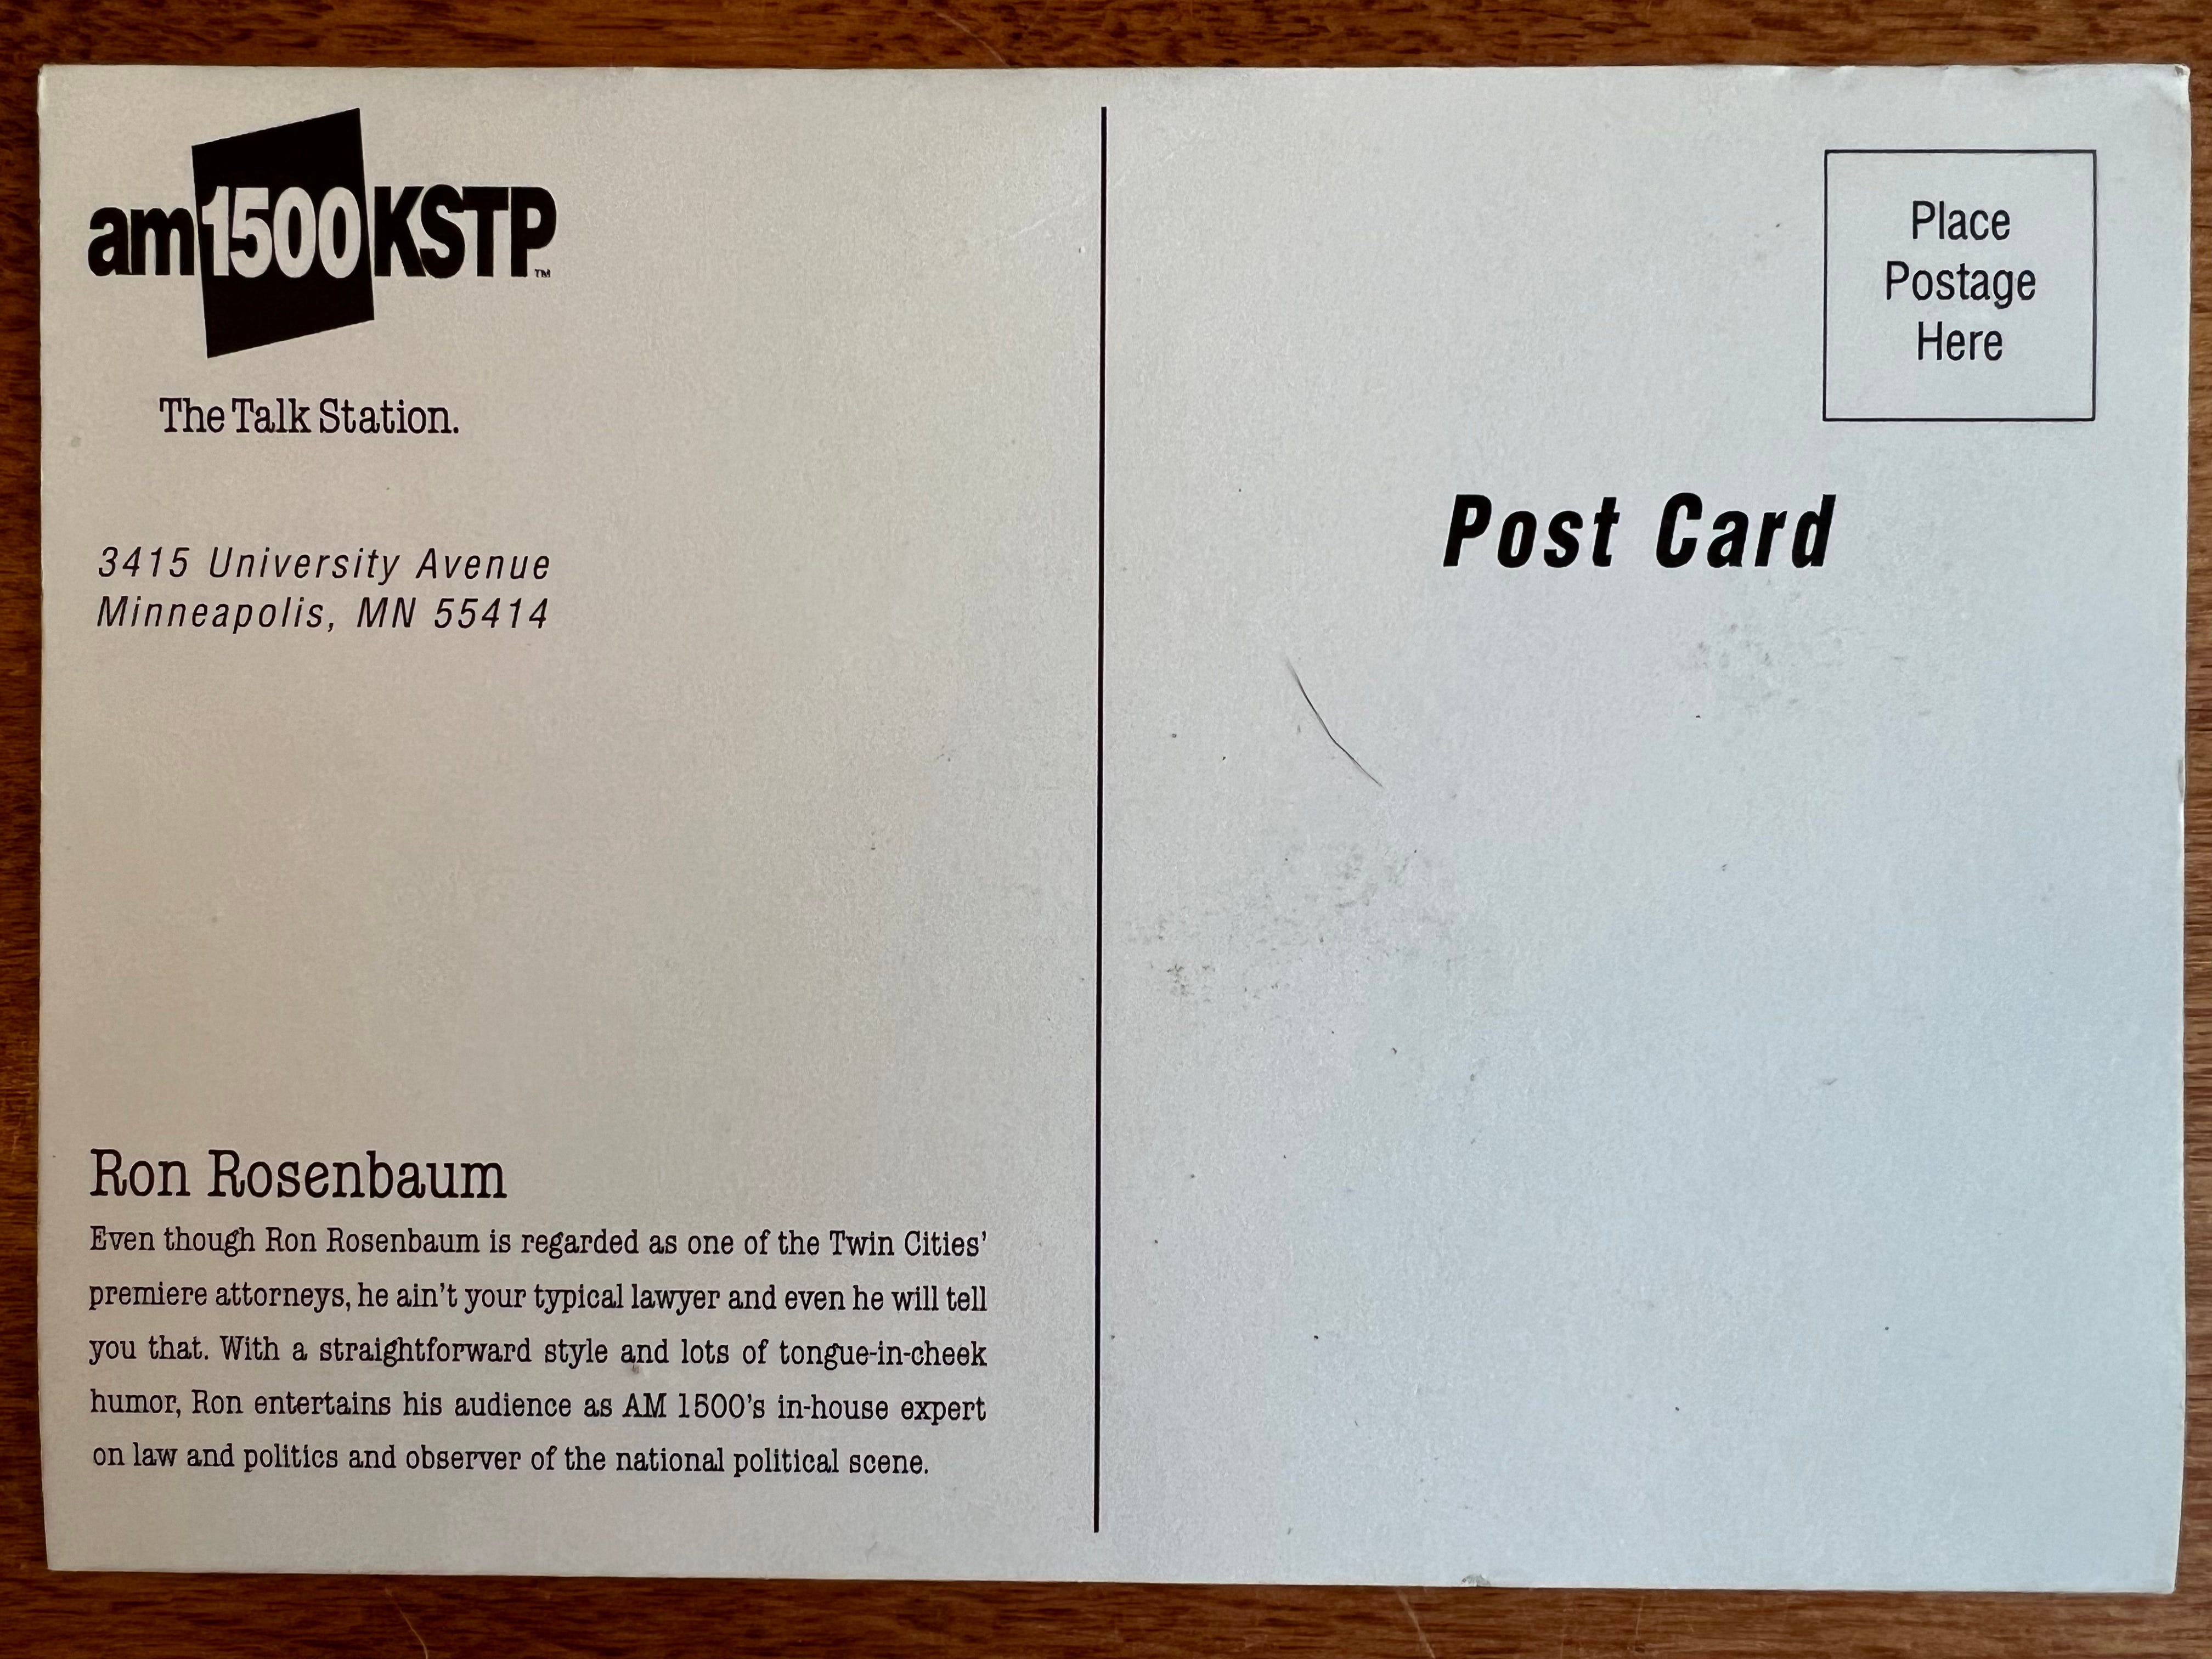 am1500KSTP™
The Talk Station.
3415 University Avenue
Minneapolis, MN 55414
Ron Rosenbaum
Even though Ron Rosenbaum is regarded as one of the Twin Cities'
premiere attorneys, he ain't your typical lawyer and even he will tell
you that. With a straightforward style and lots of tongue-in-cheek
humor, Ron entertains his audience as AM 1500's in-house expert
on law and politics and observer of the national political scene.
Place
Postage
Here
Post Card